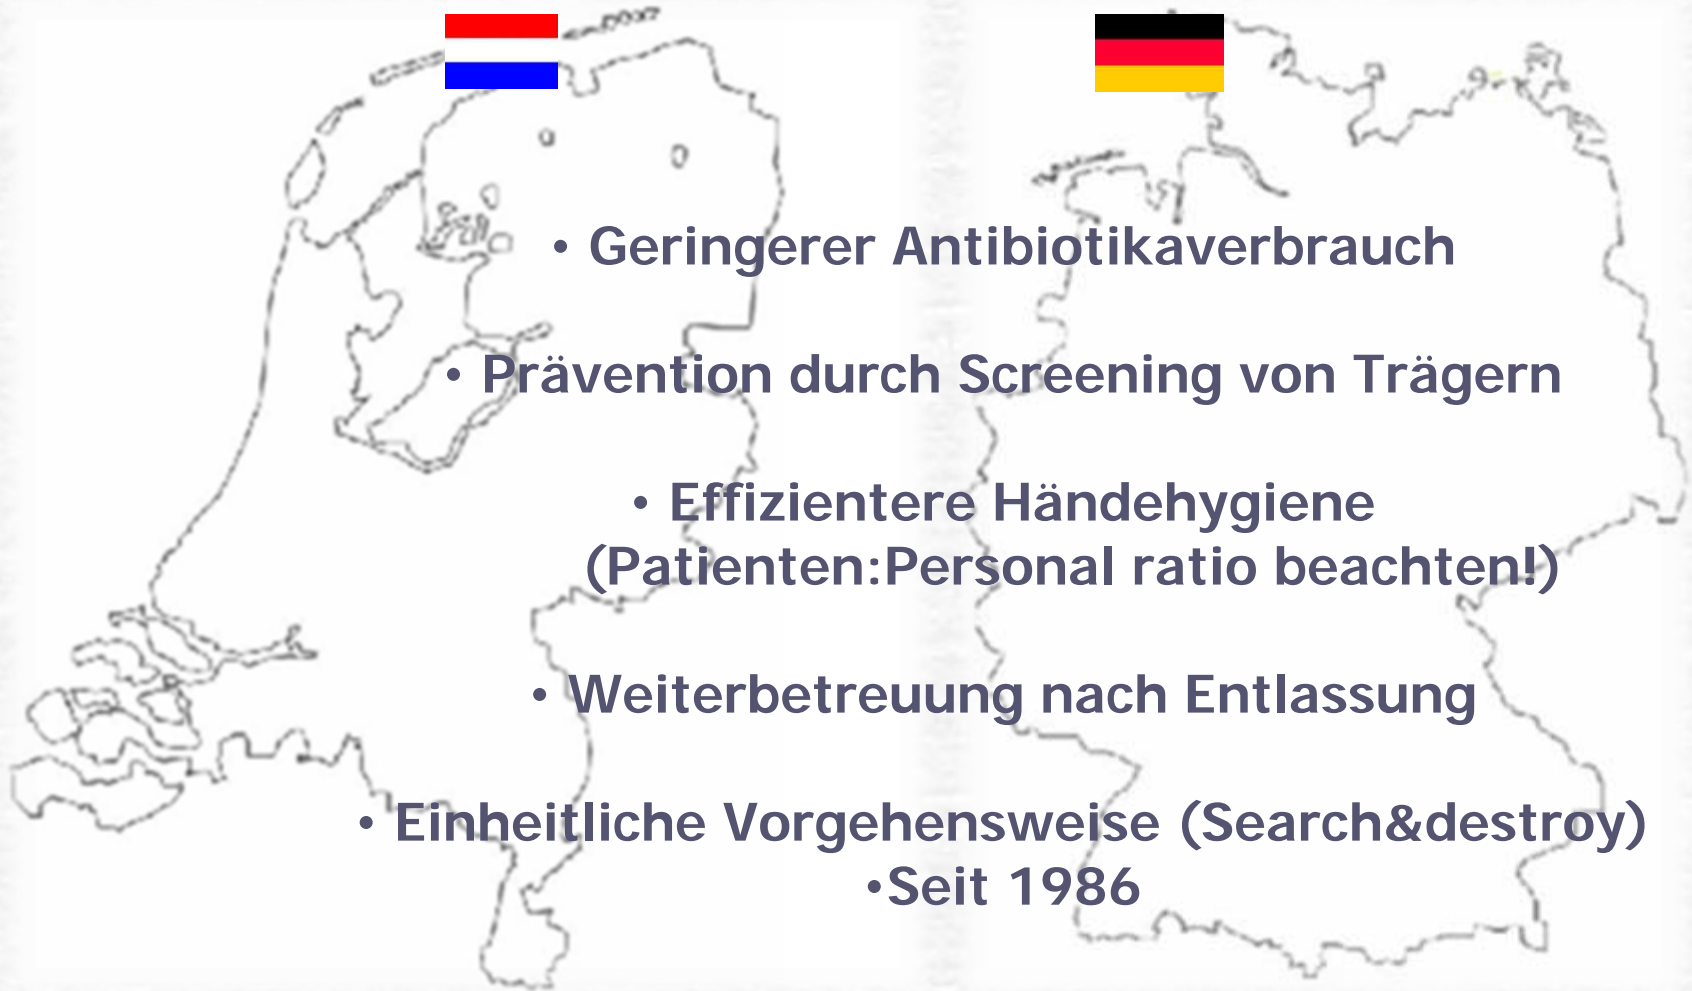 • Geringerer Antibiotikaverbrauch
• Prävention durch Screening von Trägern
• Effizientere Händehygiene
(Patienten:Personal ratio beachten!)
• Weiterbetreuung nach Entlassung
• Einheitliche Vorgehensweise (Search&destroy)
•Seit 1986